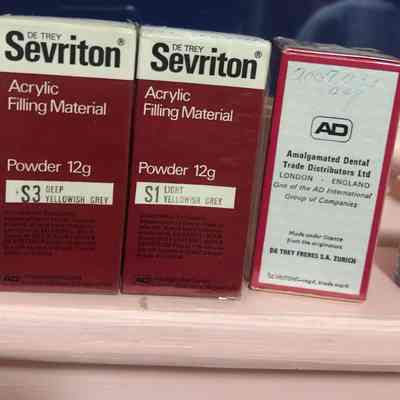 DE TREY
Sevriton®
Acrylic
Filling Material
Powder 12g
S3 DEEP
YELLOWISH GREY
AD
DE TREY
Sevriton®
Acrylic
Filling Material
Powder 12g
S1 LIGHT
YELLOWISH GREY
AD
AD
Amalgamated Dental
Trade Distributors Ltd
LONDON - ENGLAND
One of the AD International
Group of Companies
Made under licence
from the originators
DE TREY FRERES S.A. ZURICH